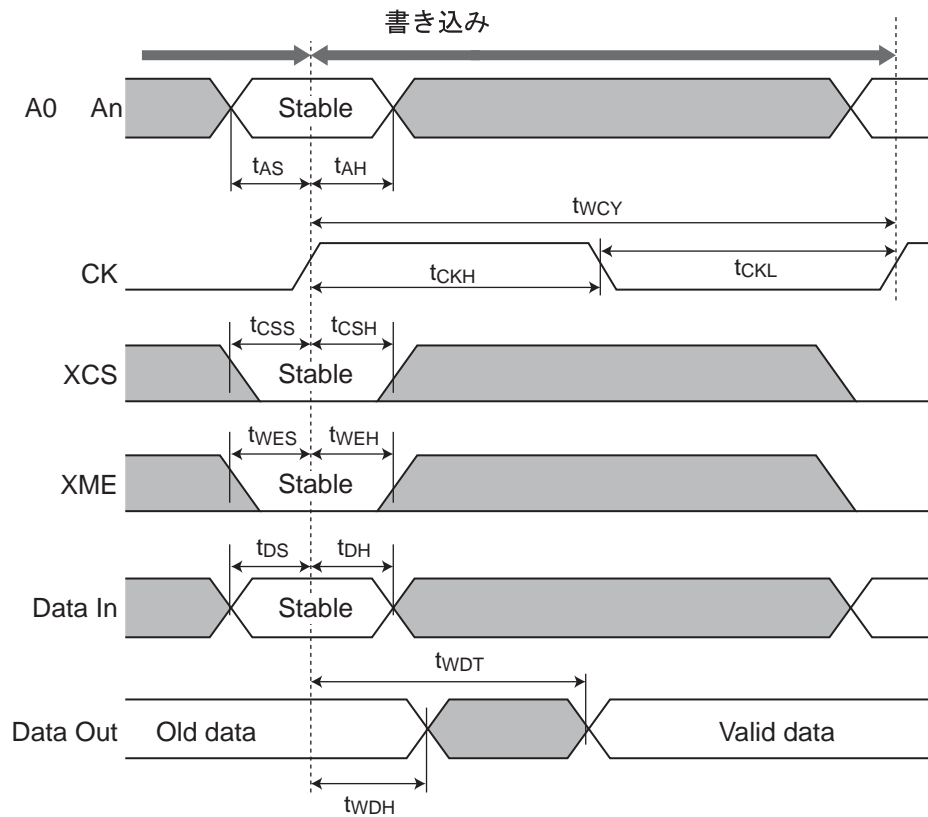 書き込み
A0 An
Stable
tAS
tAH
tWCY
CK
tCKH
tCKL
tCSS
tCSH
XCS
Stable
tWES
tWEH
XME
Stable
tDS
tDH
Data In
Stable
tWDT
Data Out
Old data
Valid data
tWDH